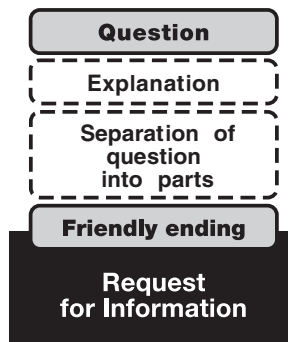 Question
Explanation
Separation of
question
into parts
Friendly ending
Request
for Information